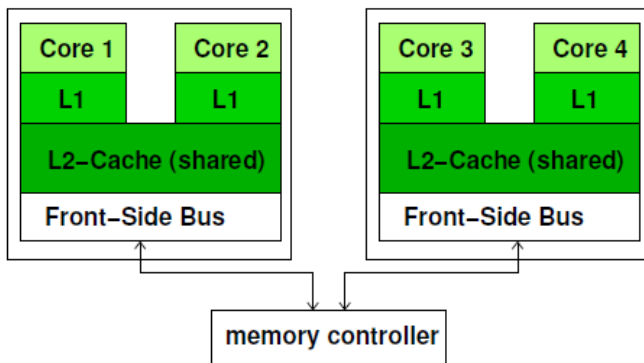 Core 1 Core 2 Core 3 Core 4
L1 L1 L1 L1
L2-Cache (shared) L2-Cache (shared)
Front-Side Bus Front-Side Bus
memory controller